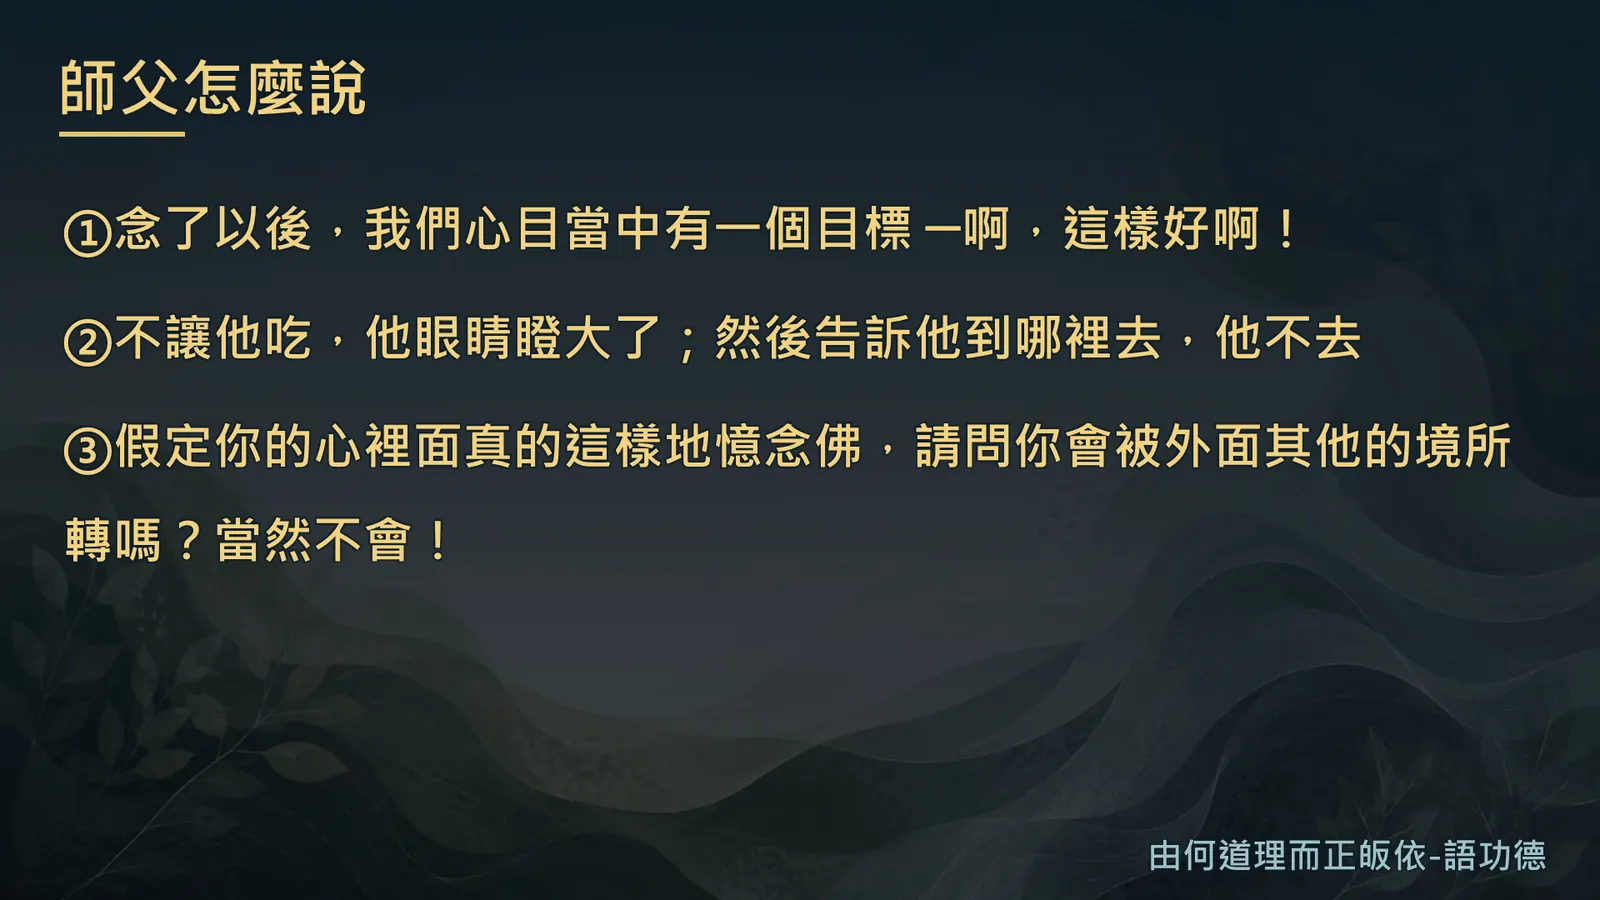 師父怎麼說
①念了以後，我們心目當中有一個目標 ─啊，這樣好啊！
②不讓他吃，他眼睛瞪大了；然後告訴他到哪裡去，他不去
③假定你的心裡面真的這樣地憶念佛，請問你會被外面其他的境所
轉嗎？當然不會！
由何道理而正皈依-語功德